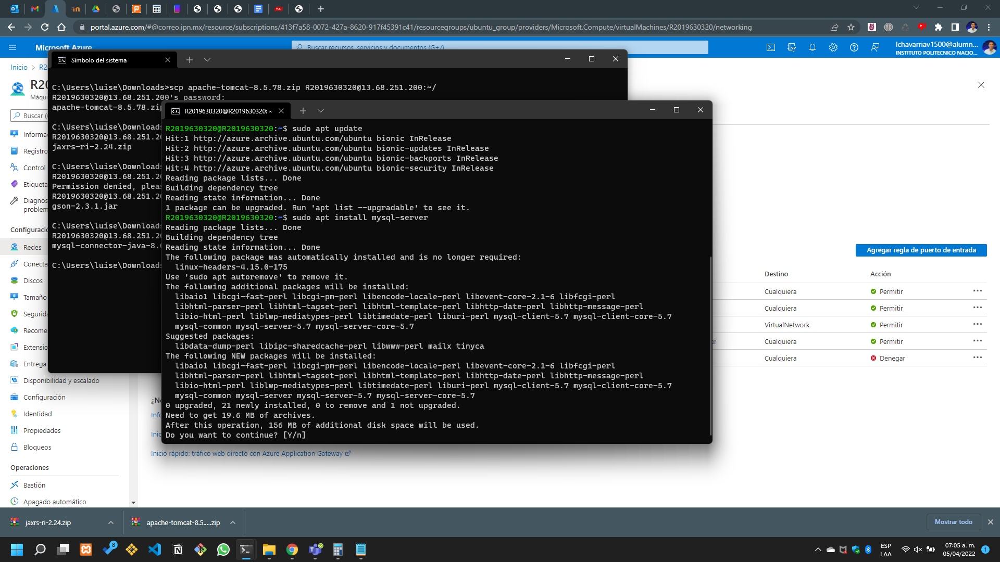 portal.azure.com/#@correo.ipn.mx/resource/subscriptions/413f7a58-0072-427a-8620-917f45391c41/resourcegroups/ubuntu_group/providers/Microsoft.Compute/virtualMachines/R2019630320/networking
Microsoft Azure
Buscar recursos, servicios y documentos (G+/)
lchavarriav1500@alumn...
INSTITUTO POLITECNICO NACIO...
Inicio > R2
R20
Máqui
Buscar (
Informa
Registro
Control
Etiqueta
Diagnos
problem
Configuració
Redes
Conecta
Discos
Tamaño
Segurida
Recome
Extensio
Entrega
Disponibilidad y escalado
Configuración
Identidad
Propiedades
Bloqueos
Operaciones
Bastión
Apagado automático
Símbolo del sistema
C:\Users\luise\Downloads>scp apache-tomcat-8.5.78.zip R2019630320@13.68.251.200:~/
R2019630320@13.68.251.200's password:
apache-tomcat-8.5.78.zip
C:\Users\luise\Downloads
R2019630320@13.68.251.20
jaxrs-ri-2.24.zip
C:\Users\luise\Downloads
R2019630320@13.68.251.20
Permission denied, pleas
R2019630320@13.68.251.20
gson-2.3.1.jar
C:\Users\luise\Downloads
R2019630320@13.68.251.20
mysql-connector-java-8.0
C:\Users\luise\Downloads
R2019630320@R2019630320: ~
R2019630320@R2019630320:~$ sudo apt update
Hit:1 http://azure.archive.ubuntu.com/ubuntu bionic InRelease
Hit:2 http://azure.archive.ubuntu.com/ubuntu bionic-updates InRelease
Hit:3 http://azure.archive.ubuntu.com/ubuntu bionic-backports InRelease
Hit:4 http://azure.archive.ubuntu.com/ubuntu bionic-security InRelease
Reading package lists... Done
Building dependency tree
Reading state information... Done
1 package can be upgraded. Run 'apt list --upgradable' to see it.
R2019630320@R2019630320:~$ sudo apt install mysql-server
Reading package lists... Done
Building dependency tree
Reading state information... Done
The following package was automatically installed and is no longer required:
linux-headers-4.15.0-175
Use 'sudo apt autoremove' to remove it.
The following additional packages will be installed:
libaio1 libcgi-fast-perl libcgi-pm-perl libencode-locale-perl libevent-core-2.1-6 libfcgi-perl
libhtml-parser-perl libhtml-tagset-perl libhtml-template-perl libhttp-date-perl libhttp-message-perl
libio-html-perl liblwp-mediatypes-perl libtimedate-perl liburi-perl mysql-client-5.7 mysql-client-core-5.7
mysql-common mysql-server-5.7 mysql-server-core-5.7
Suggested packages:
libdata-dump-perl libipc-sharedcache-perl libwww-perl mailx tinyca
The following NEW packages will be installed:
libaio1 libcgi-fast-perl libcgi-pm-perl libencode-locale-perl libevent-core-2.1-6 libfcgi-perl
libhtml-parser-perl libhtml-tagset-perl libhtml-template-perl libhttp-date-perl libhttp-message-perl
libio-html-perl liblwp-mediatypes-perl libtimedate-perl liburi-perl mysql-client-5.7 mysql-client-core-5.7
mysql-common mysql-server mysql-server-5.7 mysql-server-core-5.7
0 upgraded, 21 newly installed, 0 to remove and 1 not upgraded.
Need to get 19.6 MB of archives.
After this operation, 156 MB of additional disk space will be used.
Do you want to continue? [Y/n]
Agregar regla de puerto de entrada
Destino Acción
Cualquiera Permitir
Cualquiera Permitir
VirtualNetwork Permitir
er Cualquiera Permitir
Cualquiera Denegar
¿Ne
Info
Inic
Inicio rápido: tráfico web directo con Azure Application Gateway
jaxrs-ri-2.24.zip
apache-tomcat-8.5.....zip
Mostrar todo
8
ESP
LAA
07:05 a. m.
05/04/2022
1